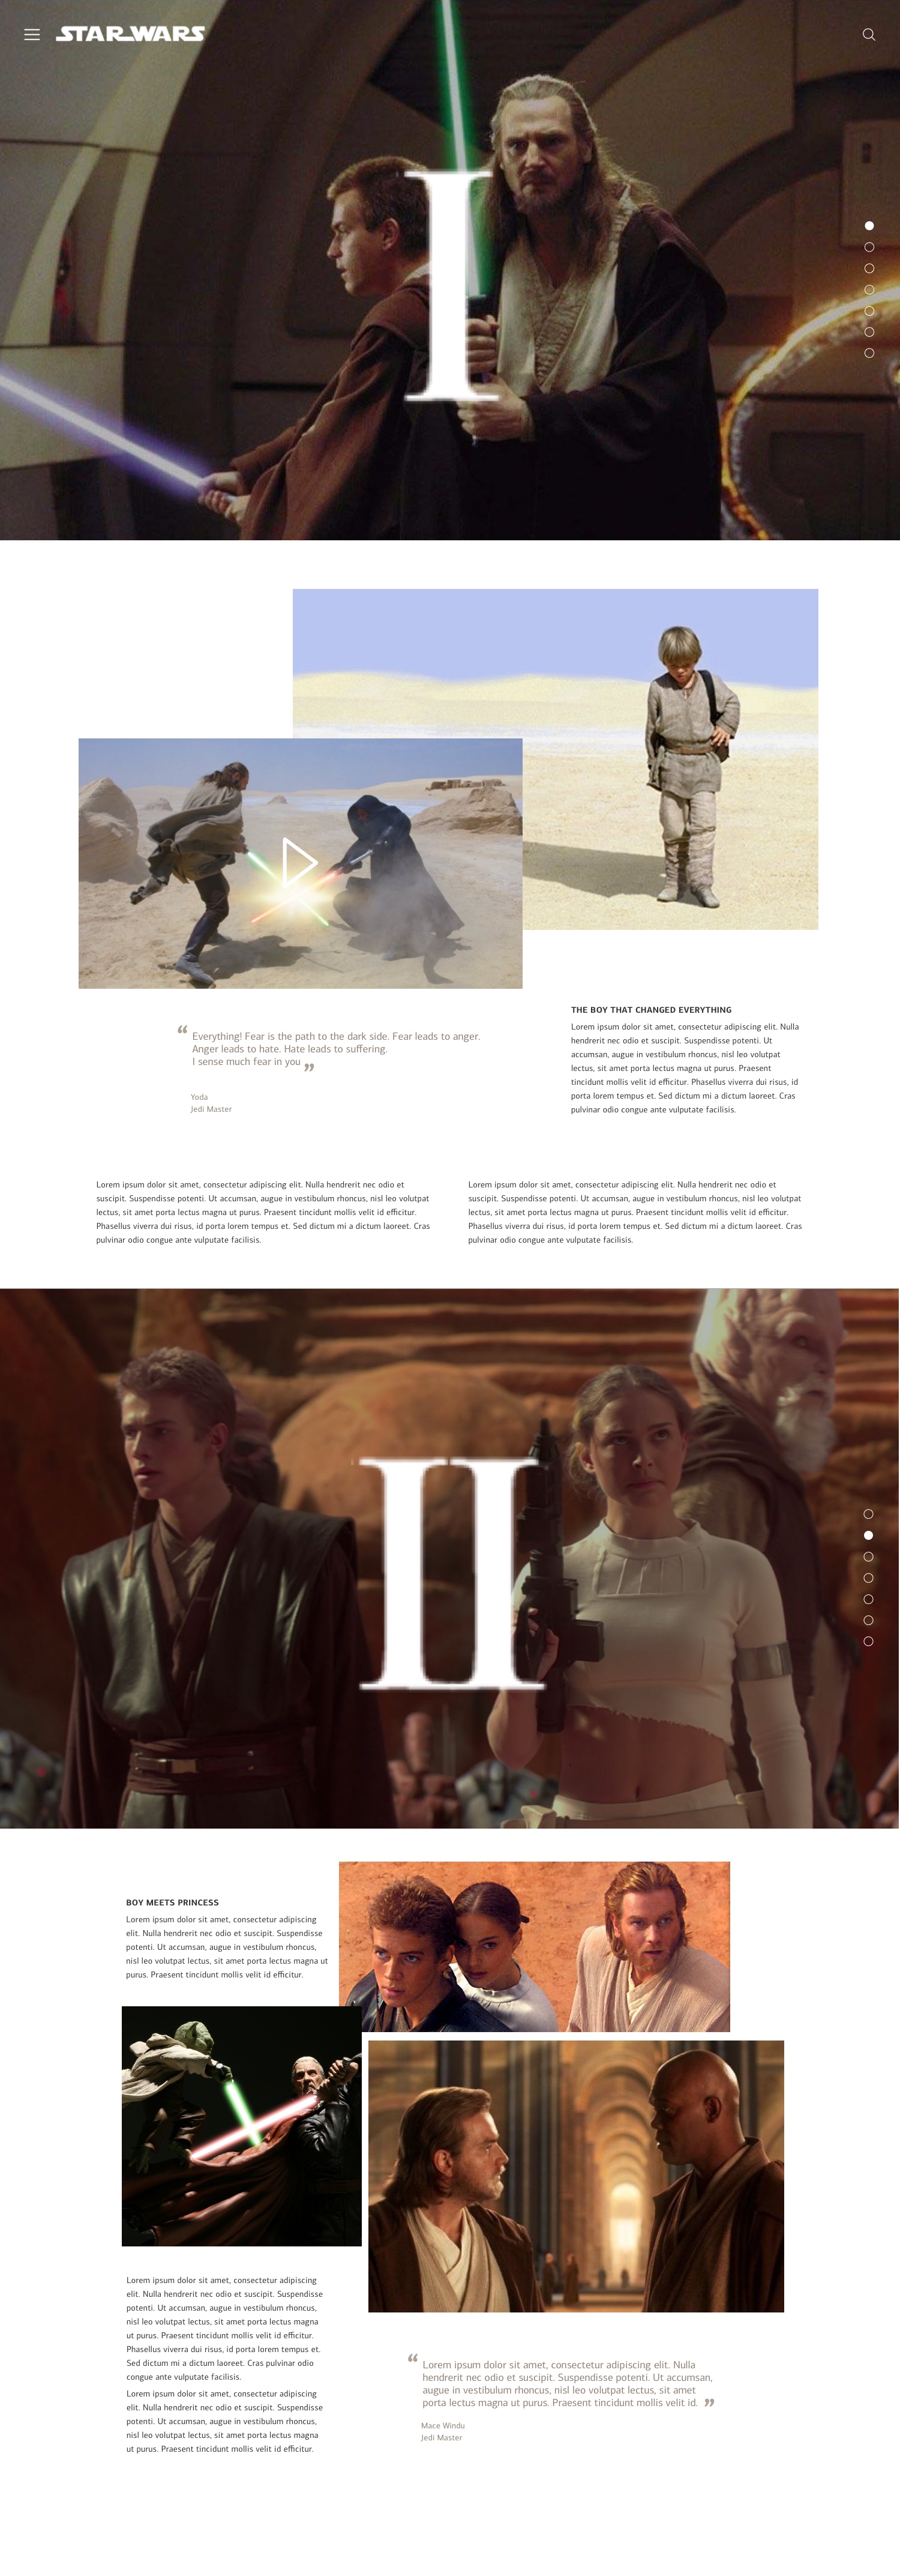 STAR WARS
I
“ Everything! Fear is the path to the dark side. Fear leads to anger.
Anger leads to hate. Hate leads to suffering.
I sense much fear in you ”
Yoda
Jedi Master
THE BOY THAT CHANGED EVERYTHING
Lorem ipsum dolor sit amet, consectetur adipiscing elit. Nulla
hendrerit nec odio et suscipit. Suspendisse potenti. Ut
accumsan, augue in vestibulum rhoncus, nisl leo volutpat
lectus, sit amet porta lectus magna ut purus. Praesent
tincidunt mollis velit id efficitur. Phasellus viverra dui risus, id
porta lorem tempus et. Sed dictum mi a dictum laoreet. Cras
pulvinar odio congue ante vulputate facilisis.
Lorem ipsum dolor sit amet, consectetur adipiscing elit. Nulla hendrerit nec odio et
suscipit. Suspendisse potenti. Ut accumsan, augue in vestibulum rhoncus, nisl leo volutpat
lectus, sit amet porta lectus magna ut purus. Praesent tincidunt mollis velit id efficitur.
Phasellus viverra dui risus, id porta lorem tempus et. Sed dictum mi a dictum laoreet. Cras
pulvinar odio congue ante vulputate facilisis.
Lorem ipsum dolor sit amet, consectetur adipiscing elit. Nulla hendrerit nec odio et
suscipit. Suspendisse potenti. Ut accumsan, augue in vestibulum rhoncus, nisl leo volutpat
lectus, sit amet porta lectus magna ut purus. Praesent tincidunt mollis velit id efficitur.
Phasellus viverra dui risus, id porta lorem tempus et. Sed dictum mi a dictum laoreet. Cras
pulvinar odio congue ante vulputate facilisis.
II
BOY MEETS PRINCESS
Lorem ipsum dolor sit amet, consectetur adipiscing
elit. Nulla hendrerit nec odio et suscipit. Suspendisse
potenti. Ut accumsan, augue in vestibulum rhoncus,
nisl leo volutpat lectus, sit amet porta lectus magna ut
purus. Praesent tincidunt mollis velit id efficitur.
Lorem ipsum dolor sit amet, consectetur adipiscing
elit. Nulla hendrerit nec odio et suscipit. Suspendisse
potenti. Ut accumsan, augue in vestibulum rhoncus,
nisl leo volutpat lectus, sit amet porta lectus magna
ut purus. Praesent tincidunt mollis velit id efficitur.
Phasellus viverra dui risus, id porta lorem tempus et.
Sed dictum mi a dictum laoreet. Cras pulvinar odio
congue ante vulputate facilisis.
Lorem ipsum dolor sit amet, consectetur adipiscing
elit. Nulla hendrerit nec odio et suscipit. Suspendisse
potenti. Ut accumsan, augue in vestibulum rhoncus,
nisl leo volutpat lectus, sit amet porta lectus magna
ut purus. Praesent tincidunt mollis velit id efficitur.
“ Lorem ipsum dolor sit amet, consectetur adipiscing elit. Nulla
hendrerit nec odio et suscipit. Suspendisse potenti. Ut accumsan,
augue in vestibulum rhoncus, nisl leo volutpat lectus, sit amet
porta lectus magna ut purus. Praesent tincidunt mollis velit id. ”
Mace Windu
Jedi Master